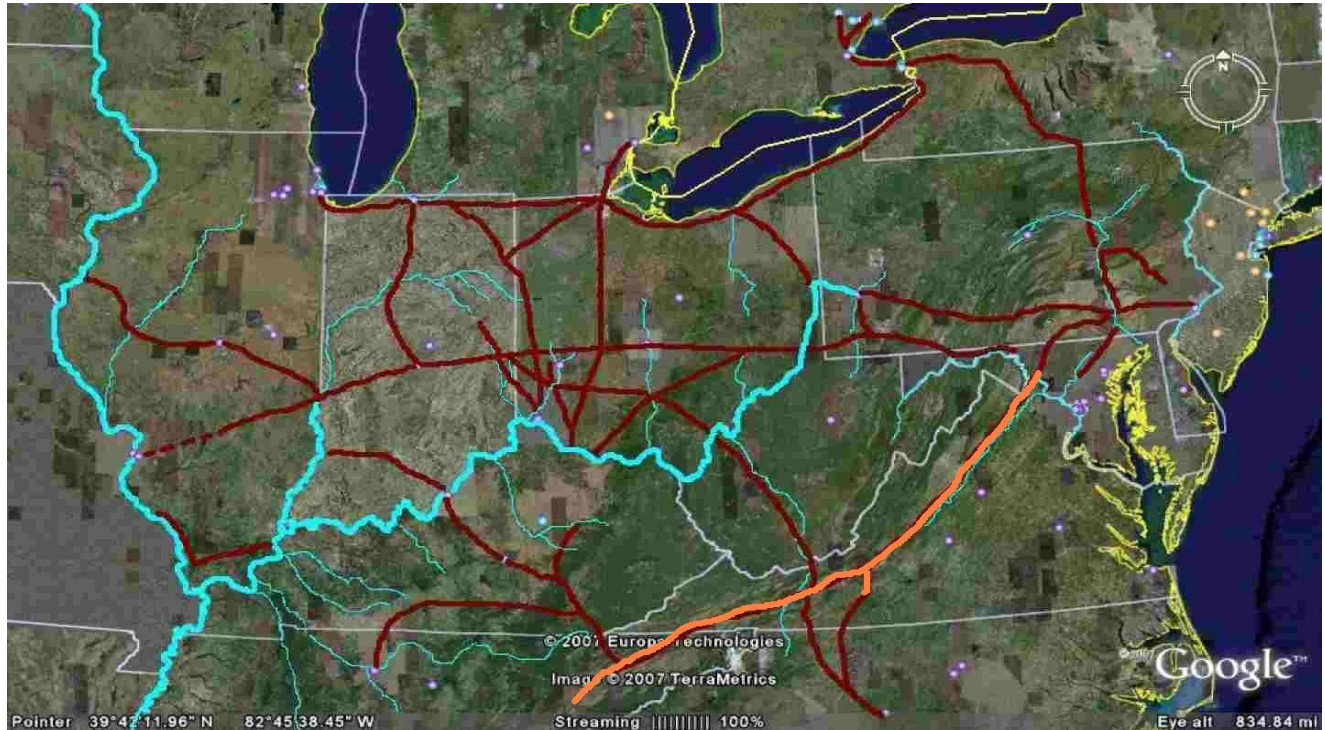 N
© 2007 Europa Technologies
Image © 2007 TerraMetrics
© 2007 Google™
Pointer 39°42'11.96" N 82°45'38.45" W Streaming |||||||||| 100% Eye alt 834.84 mi